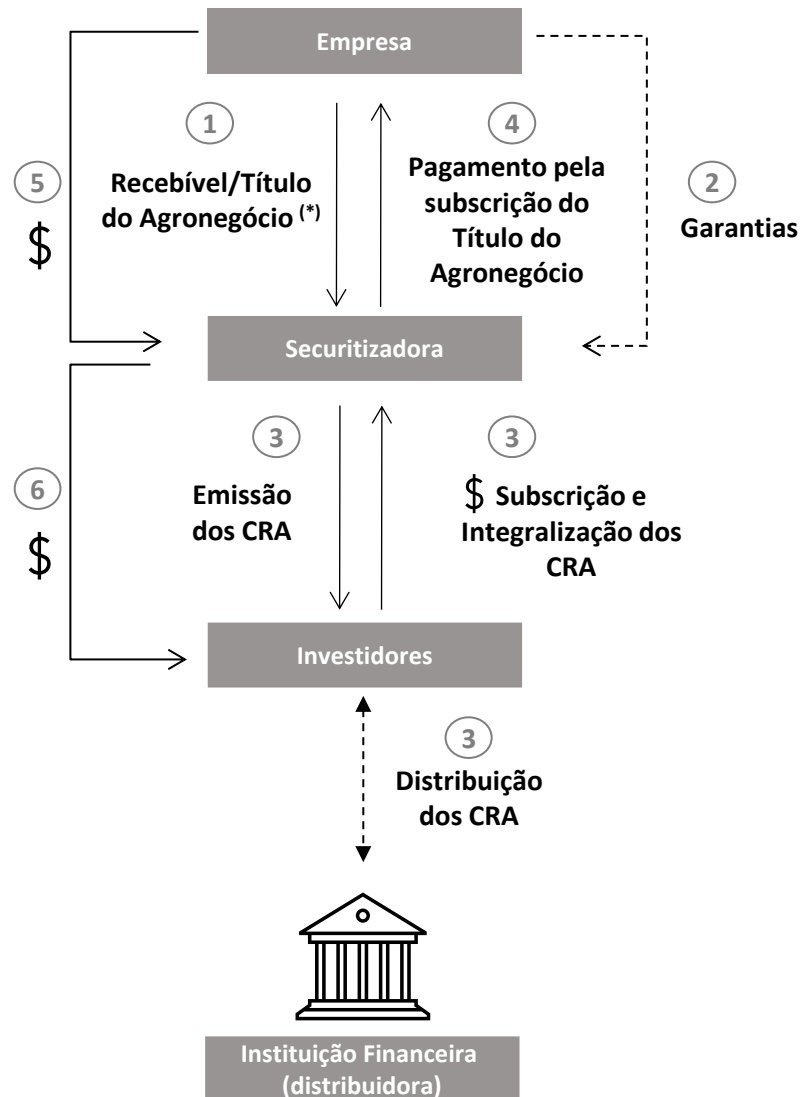 Empresa
1
4
5
Recebível/Título
do Agronegócio (*)
Pagamento pela
subscrição do
Título do
Agronegócio
2
Garantias
$
Securitizadora
3
3
6
Emissão
dos CRA
$ Subscrição e
Integralização dos
CRA
$
Investidores
3
Distribuição
dos CRA
Instituição Financeira
(distribuidora)